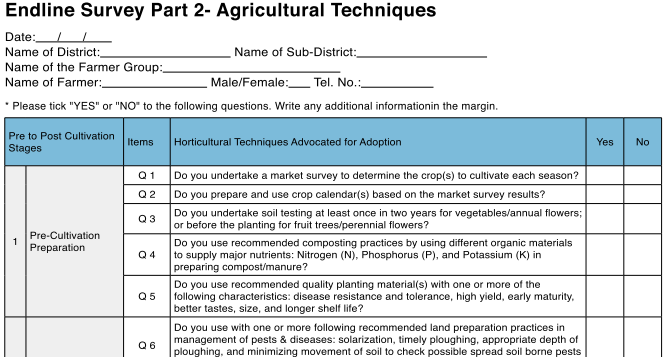 Endline Survey Part 2- Agricultural Techniques
Date:___/___/___
Name of District:____________________ Name of Sub-District:____________________
Name of the Farmer Group:___________________________
Name of Farmer:________________ Male/Female:___ Tel. No.:___________
* Please tick "YES" or "NO" to the following questions. Write any additional informationin the margin.
Pre to Post Cultivation
Stages
Items
Horticultural Techniques Advocated for Adoption
Yes
No
1
Pre-Cultivation
Preparation
Q 1
Do you undertake a market survey to determine the crop(s) to cultivate each season?
Q 2
Do you prepare and use crop calendar(s) based on the market survey results?
Q 3
Do you undertake soil testing at least once in two years for vegetables/annual flowers;
or before the planting for fruit trees/perennial flowers?
Q 4
Do you use recommended composting practices by using different organic materials
to supply major nutrients: Nitrogen (N), Phosphorus (P), and Potassium (K) in
preparing compost/manure?
Q 5
Do you use recommended quality planting material(s) with one or more of the
following characteristics: disease resistance and tolerance, high yield, early maturity,
better tastes, size, and longer shelf life?
Q 6
Do you use with one or more following recommended land preparation practices in
management of pests & diseases: solarization, timely ploughing, appropriate depth of
ploughing, and minimizing movement of soil to check possible spread soil borne pests